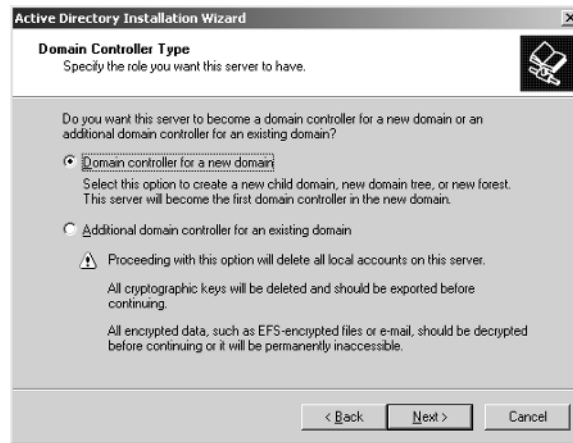 Active Directory Installation Wizard
Domain Controller Type
Specify the role you want this server to have.
Do you want this server to become a domain controller for a new domain or an
additional domain controller for an existing domain?
Domain controller for a new domain
Select this option to create a new child domain, new domain tree, or new forest.
This server will become the first domain controller in the new domain.
Additional domain controller for an existing domain
Proceeding with this option will delete all local accounts on this server.
All cryptographic keys will be deleted and should be exported before
continuing.
All encrypted data, such as EFS-encrypted files or e-mail, should be decrypted
before continuing or it will be permanently inaccessible.
< Back Next > Cancel